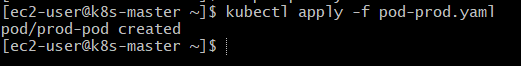 [ec2-user@k8s-master ~]$ kubectl apply -f pod-prod.yaml
pod/prod-pod created
[ec2-user@k8s-master ~]$